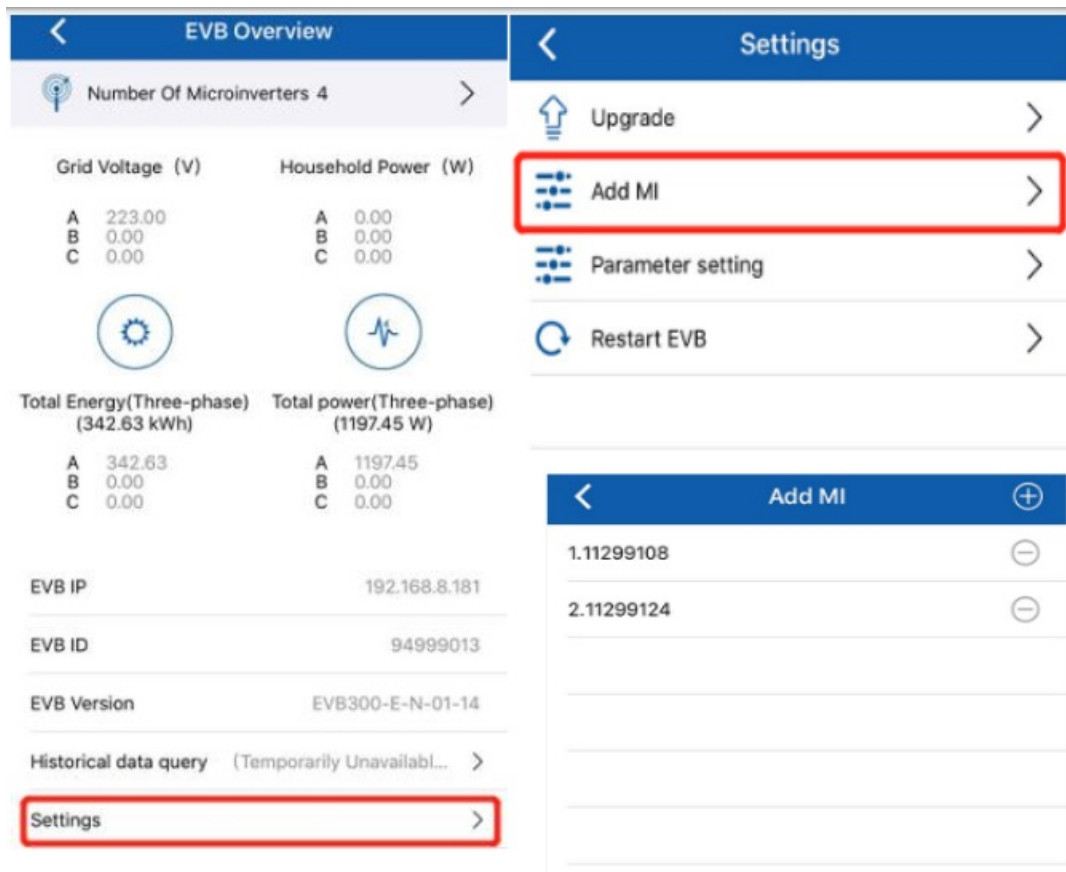 EVB Overview
Number Of Microinverters 4
Grid Voltage (V) Household Power (W)
A 223.00 A 0.00
B 0.00 B 0.00
C 0.00 C 0.00
Total Energy(Three-phase) Total power(Three-phase)
(342.63 kWh) (1197.45 W)
A 342.63 A 1197.45
B 0.00 B 0.00
C 0.00 C 0.00
EVB IP 192.168.8.181
EVB ID 94999013
EVB Version EVB300-E-N-01-14
Historical data query (Temporarily Unavailabl...
Settings
Settings
Upgrade
Add MI
Parameter setting
Restart EVB
Add MI
1.11299108
2.11299124